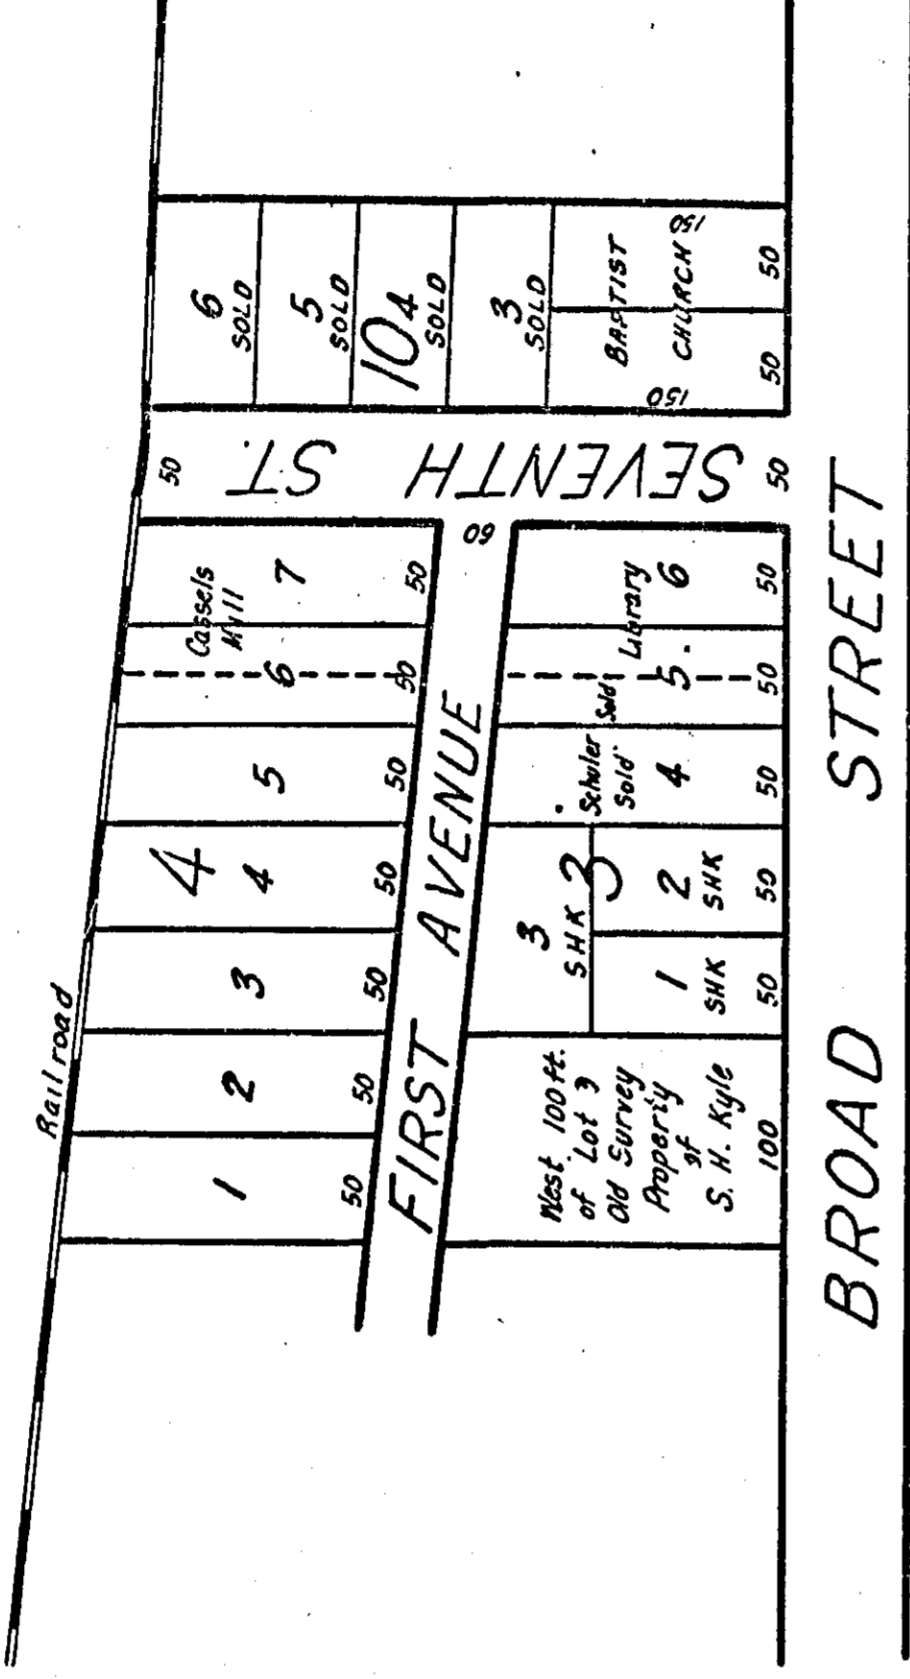 Railroad
1
50
2
50
3
50
4
4
50
5
50
Cassels
Mill
6
50
7
50
50
SEVENTH ST.
50
60
6
SOLD
5
SOLD
10
4
SOLD
3
SOLD
BAPTIST
CHURCH
150
150
50
50
FIRST AVENUE
West 100 ft.
of Lot 3
Old Survey
Property
of
S. H. Kyle
100
3
SHK
3
1
SHK
50
2
SHK
50
Schuler
Sold
4
50
Sold
5
50
Library
6
50
BROAD STREET